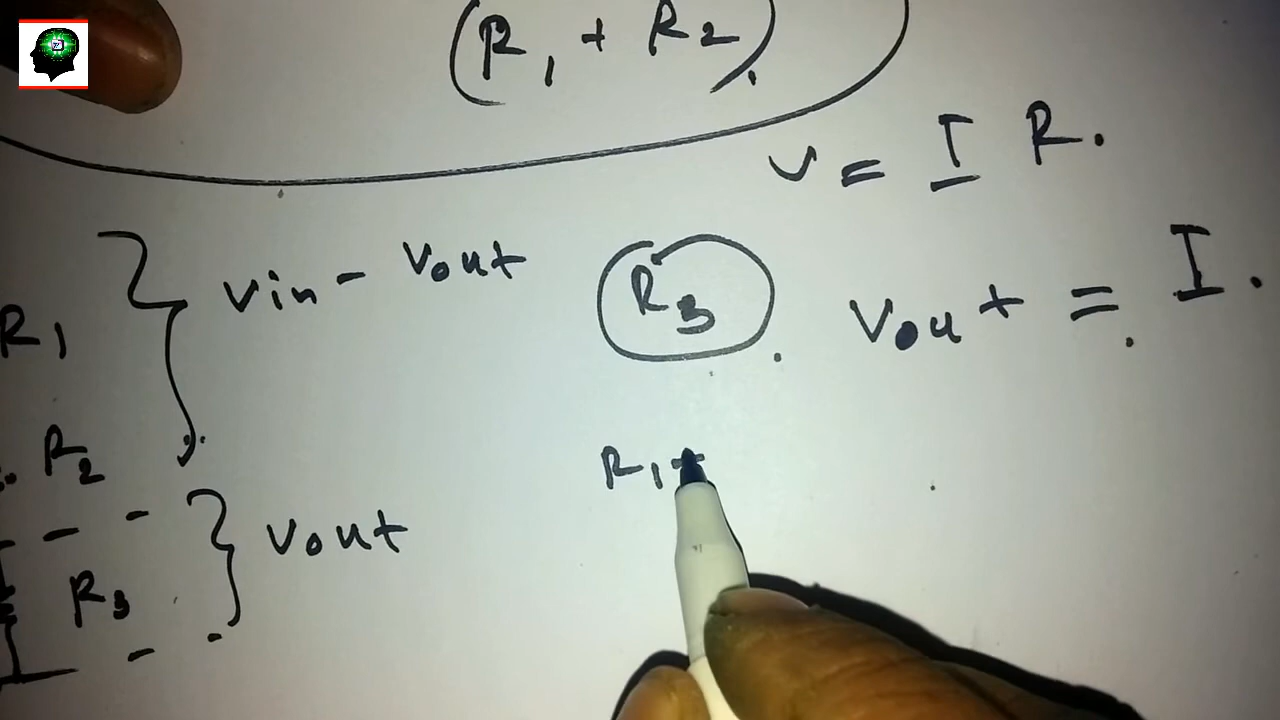 (R1 + R2).
V = I R.
R1 } Vin - Vout
R3
Vout = I.
R2
R1 +
} Vout
R3